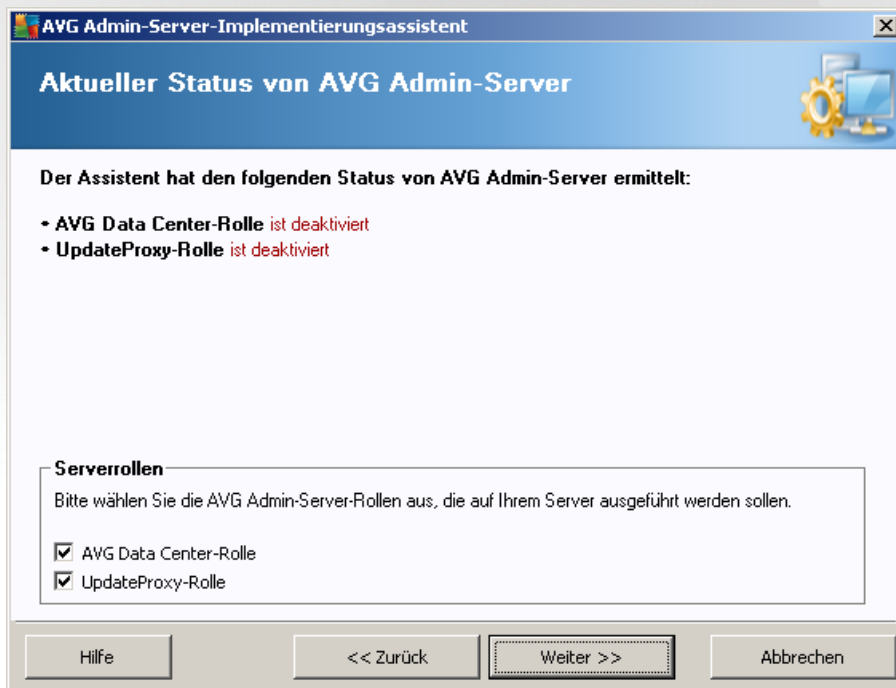 AVG Admin-Server-Implementierungsassistent
Aktueller Status von AVG Admin-Server
Der Assistent hat den folgenden Status von AVG Admin-Server ermittelt:
• AVG Data Center-Rolle ist deaktiviert
• UpdateProxy-Rolle ist deaktiviert
Serverrollen
Bitte wählen Sie die AVG Admin-Server-Rollen aus, die auf Ihrem Server ausgeführt werden sollen.
AVG Data Center-Rolle
UpdateProxy-Rolle
Hilfe << Zurück Weiter >> Abbrechen